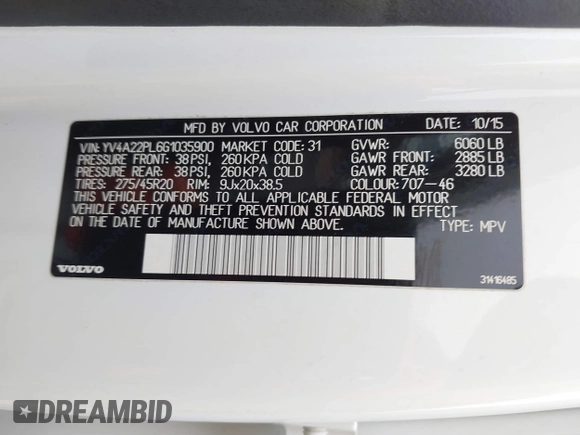 MFD BY VOLVO CAR CORPORATION DATE: 10/15
VIN: YV4A22PL6G1035900 MARKET CODE: 31 GVWR: 6060 LB
PRESSURE FRONT: 38 PSI, 260 KPA COLD GAWR FRONT: 2885 LB
PRESSURE REAR: 38 PSI, 260 KPA COLD GAWR REAR: 3280 LB
TIRES: 275/45R20 RIM: 9Jx20x38.5 COLOUR: 707-46
THIS VEHICLE CONFORMS TO ALL APPLICABLE FEDERAL MOTOR
VEHICLE SAFETY AND THEFT PREVENTION STANDARDS IN EFFECT
ON THE DATE OF MANUFACTURE SHOWN ABOVE. TYPE: MPV
VOLVO 31416485
DREAMBID